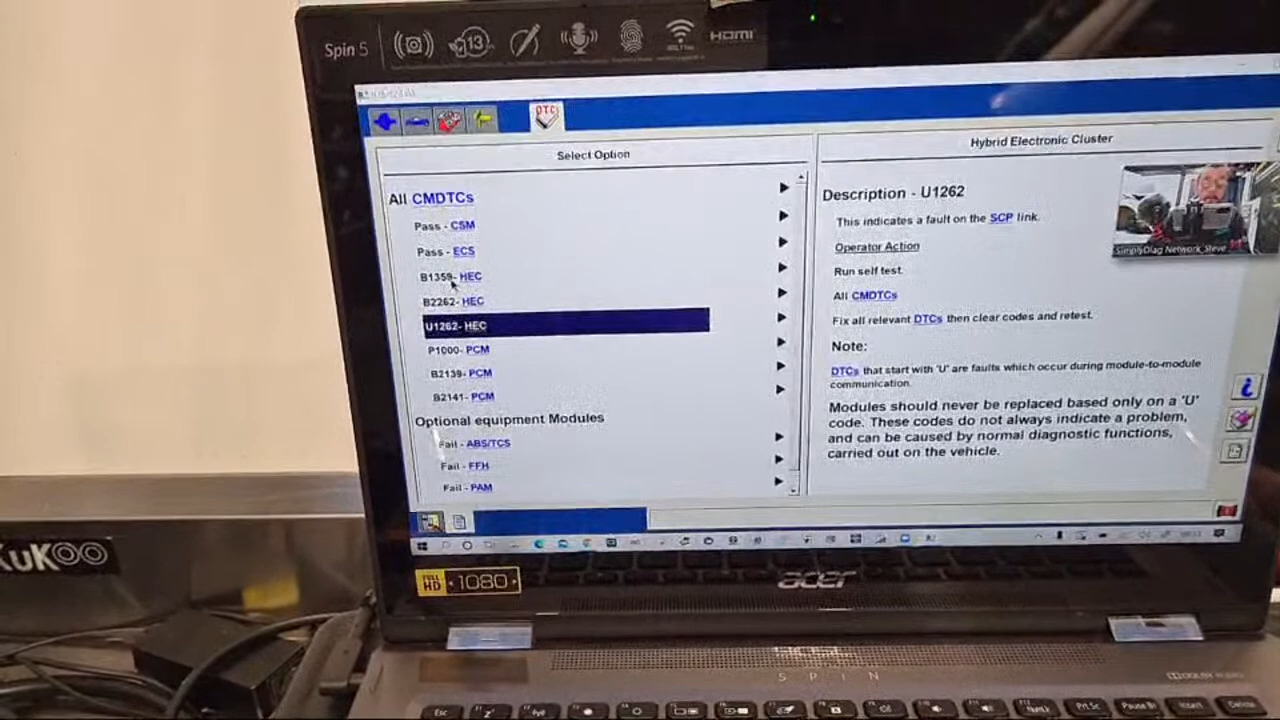 Spin 5
13
HDMI
DTCs
Select Option
Hybrid Electronic Cluster
All CMDTCs
Pass - CSM
Pass - ECS
B1359- HEC
B2262- HEC
U1262- HEC
P1000- PCM
B2139- PCM
B2141- PCM
Optional equipment Modules
Fail - ABS/TCS
Fail - FFH
Fail - PAM
Description - U1262
This indicates a fault on the SCP link.
Operator Action
Run self test.
All CMDTCs
Fix all relevant DTCs then clear codes and retest.
Note:
DTCs that start with 'U' are faults which occur during module-to-module
communication.
Modules should never be replaced based only on a 'U'
code. These codes do not always indicate a problem,
and can be caused by normal diagnostic functions,
carried out on the vehicle.
SimplyDiag Network_Steve
KuKoo
FULL HD 1080
acer
SPIN
Esc